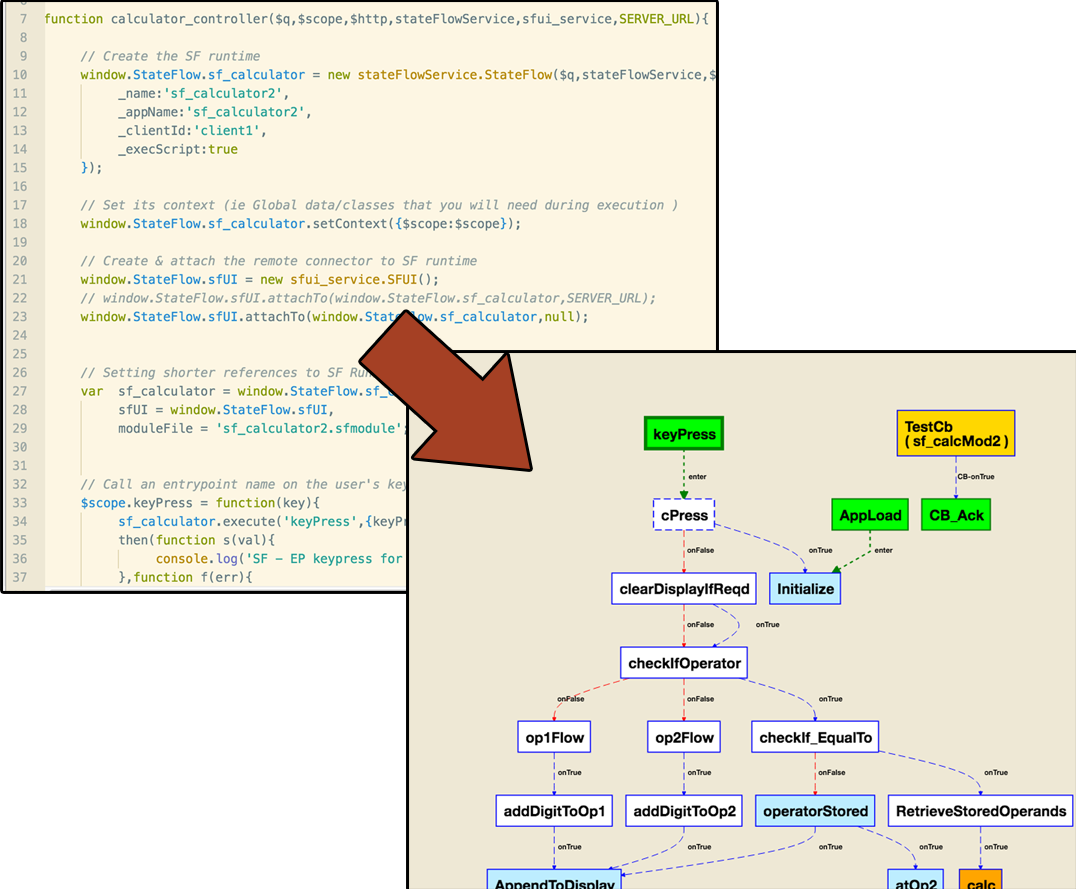 7 function calculator_controller($q,$scope,$http,stateFlowService,sfui_service,SERVER_URL){
8
9 // Create the SF runtime
10 window.StateFlow.sf_calculator = new stateFlowService.StateFlow($q,stateFlowService,$
11 _name:'sf_calculator2',
12 _appName:'sf_calculator2',
13 _clientId:'client1',
14 _execScript:true
15 });
16
17 // Set its context (ie Global data/classes that you will need during execution )
18 window.StateFlow.sf_calculator.setContext({$scope:$scope});
19
20 // Create & attach the remote connector to SF runtime
21 window.StateFlow.sfUI = new sfui_service.SFUI();
22 // window.StateFlow.sfUI.attachTo(window.StateFlow.sf_calculator,SERVER_URL);
23 window.StateFlow.sfUI.attachTo(window.State low.sf_calculator,null);
24
25
26 // Setting shorter references to SF Run
27 var sf_calculator = window.StateFlow.sf_c
28 sfUI = window.StateFlow.sfUI,
29 moduleFile = 'sf_calculator2.sfmodule';
30
31
32 // Call an entrypoint name on the user's key
33 $scope.keyPress = function(key){
34 sf_calculator.execute('keyPress',{keyPr
35 then(function s(val){
36 console.log('SF – EP keypress for
37 },function f(err){
keyPress
TestCb
( sf_calcMod2 )
enter
CB-onTrue
cPress
AppLoad
CB_Ack
onFalse
onTrue
enter
clearDisplayIfReqd
Initialize
onFalse
onTrue
checkIfOperator
onFalse
onFalse
onTrue
op1Flow
op2Flow
checkIf_EqualTo
onTrue
onTrue
onFalse
onTrue
addDigitToOp1
addDigitToOp2
operatorStored
RetrieveStoredOperands
onTrue
onTrue
onTrue
onTrue
onTrue
AppendToDisplay
atOp2
calc